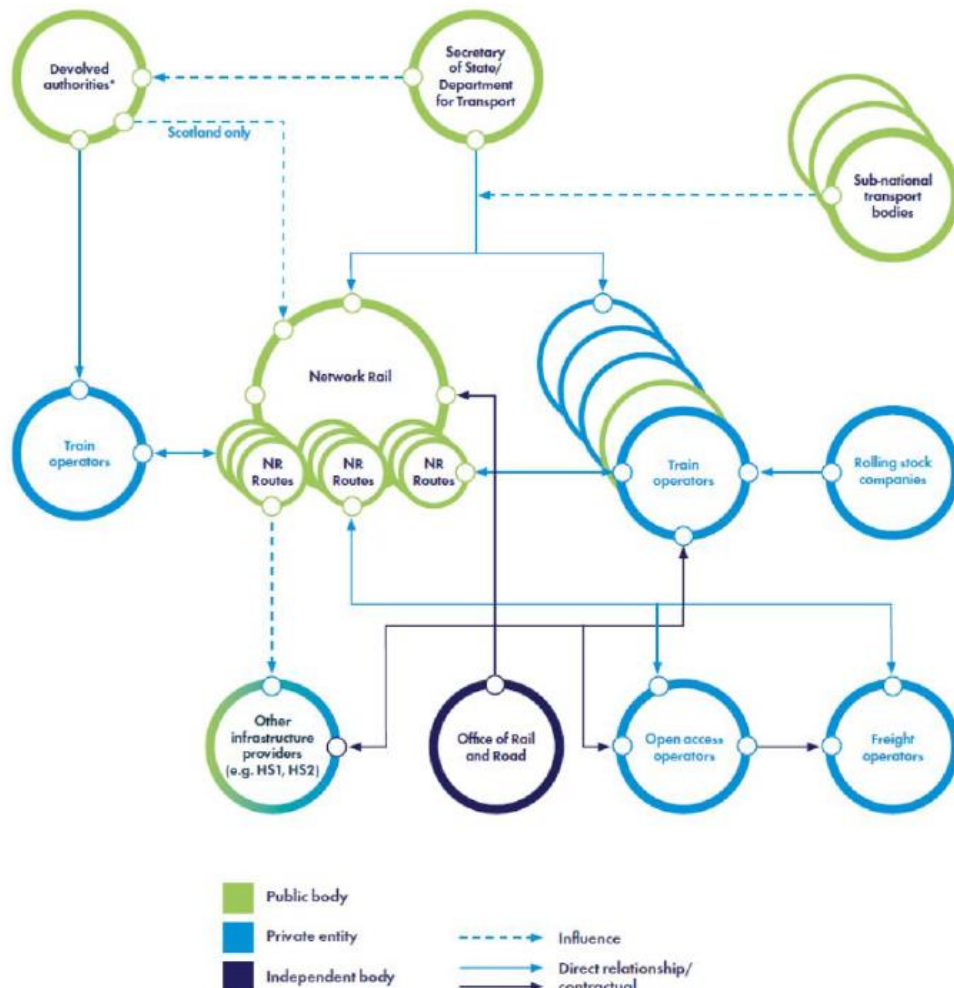 Devolved
authorities*
Secretary
of State/
Department
for Transport
Scotland only
Sub-national
transport
bodies
Network Rail
Train
operators
NR
Routes
NR
Routes
NR
Routes
Train
operators
Rolling stock
companies
Other
infrastructure
providers
(e.g. HS1, HS2)
Office of Rail
and Road
Open access
operators
Freight
operators
Public body
Private entity
Independent body
Influence
Direct relationship/
contractual